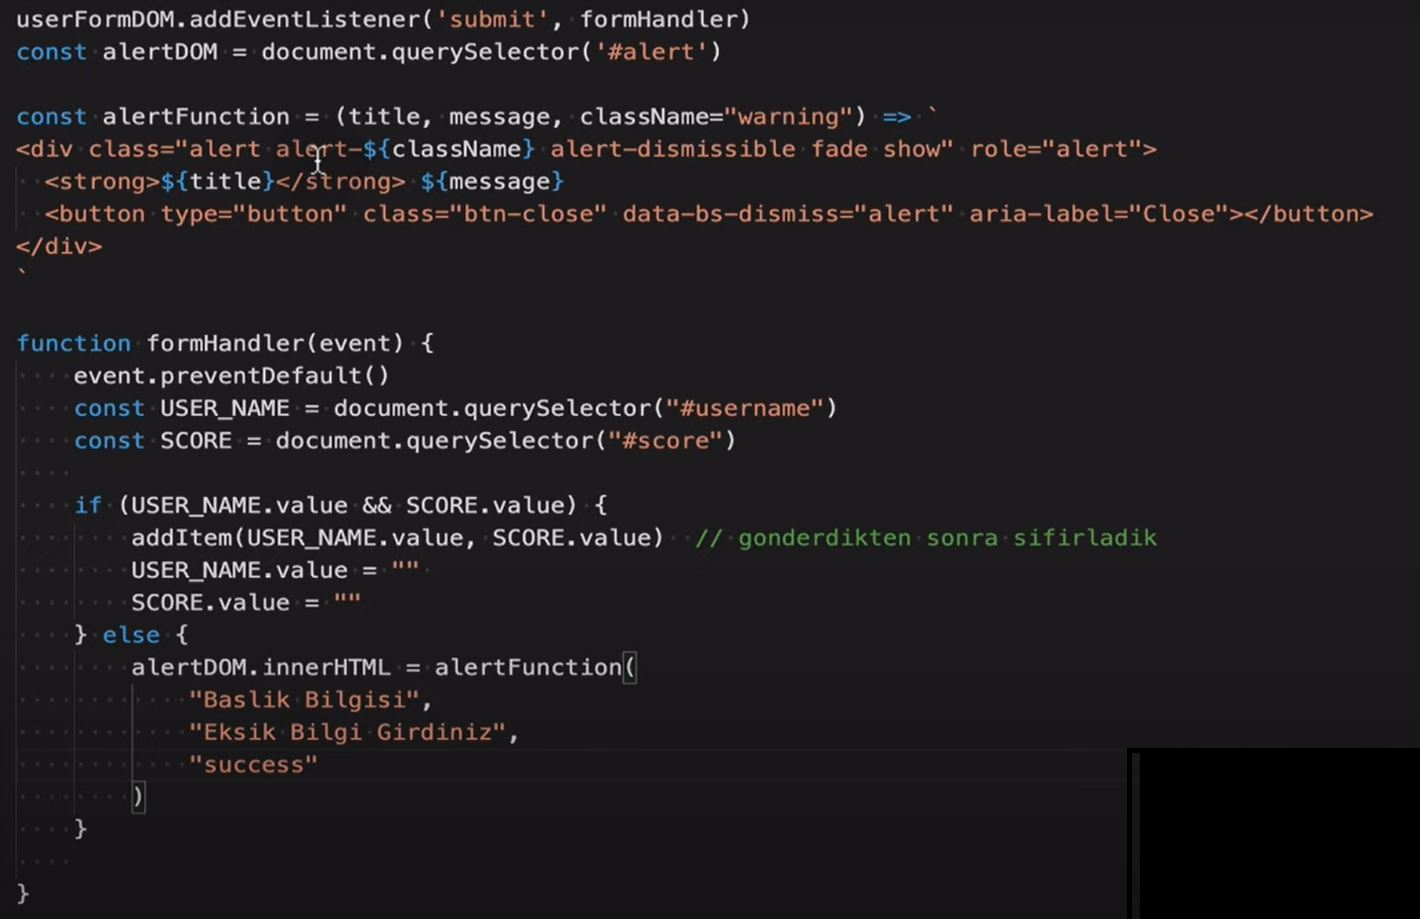 userFormDOM.addEventListener('submit', formHandler)
const alertDOM = document.querySelector('#alert')
const alertFunction = (title, message, className="warning") => `
<div class="alert alert-${className} alert-dismissible fade show" role="alert">
  <strong>${title}</strong> ${message}
  <button type="button" class="btn-close" data-bs-dismiss="alert" aria-label="Close"></button>
</div>
`
function formHandler(event) {
    event.preventDefault()
    const USER_NAME = document.querySelector("#username")
    const SCORE = document.querySelector("#score")
    if (USER_NAME.value && SCORE.value) {
        addItem(USER_NAME.value, SCORE.value)  // gonderdikten sonra sifirladik
        USER_NAME.value = ""
        SCORE.value = ""
    } else {
        alertDOM.innerHTML = alertFunction(
            "Baslik Bilgisi",
            "Eksik Bilgi Girdiniz",
            "success"
        )
    }
}